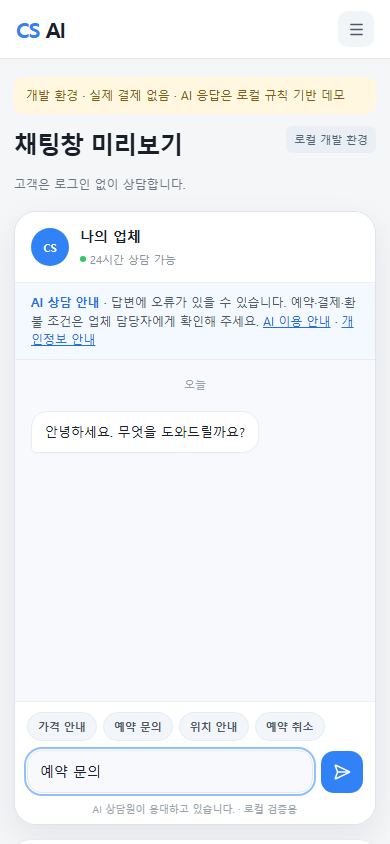 CS AI
개발 환경 · 실제 결제 없음 · AI 응답은 로컬 규칙 기반 데모
채팅창 미리보기
로컬 개발 환경
고객은 로그인 없이 상담합니다.
CS
나의 업체
24시간 상담 가능
AI 상담 안내 · 답변에 오류가 있을 수 있습니다. 예약·결제·환
불 조건은 업체 담당자에게 확인해 주세요. AI 이용 안내 · 개
인정보 안내
오늘
안녕하세요. 무엇을 도와드릴까요?
가격 안내
예약 문의
위치 안내
예약 취소
예약 문의
AI 상담원이 응대하고 있습니다. · 로컬 검증용